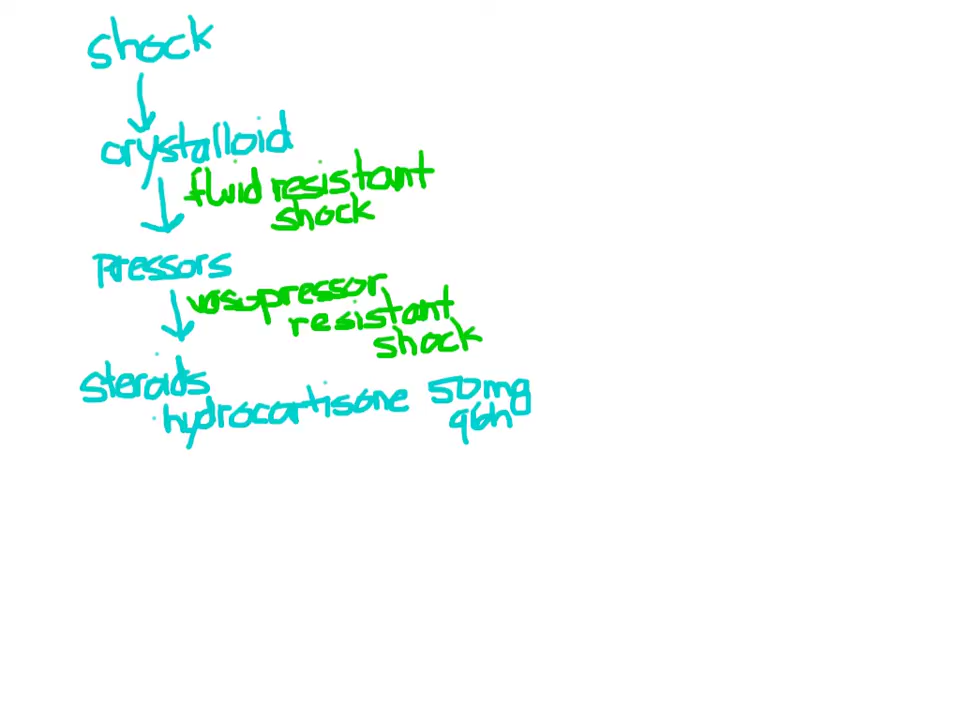 shock
crystalloid
fluid resistant
shock
pressors
vasopressor
resistant
shock
steroids
hydrocortisone 50mg
q6h